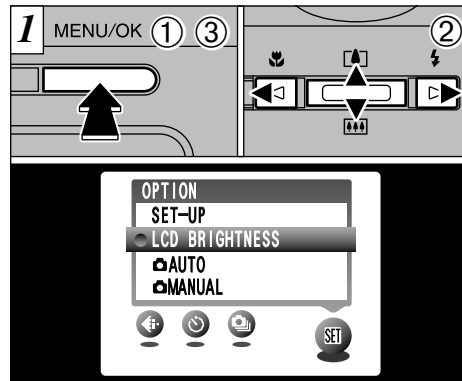 1 MENU/OK ① ③
②
OPTION
SET-UP
LCD BRIGHTNESS
AUTO
MANUAL
SET